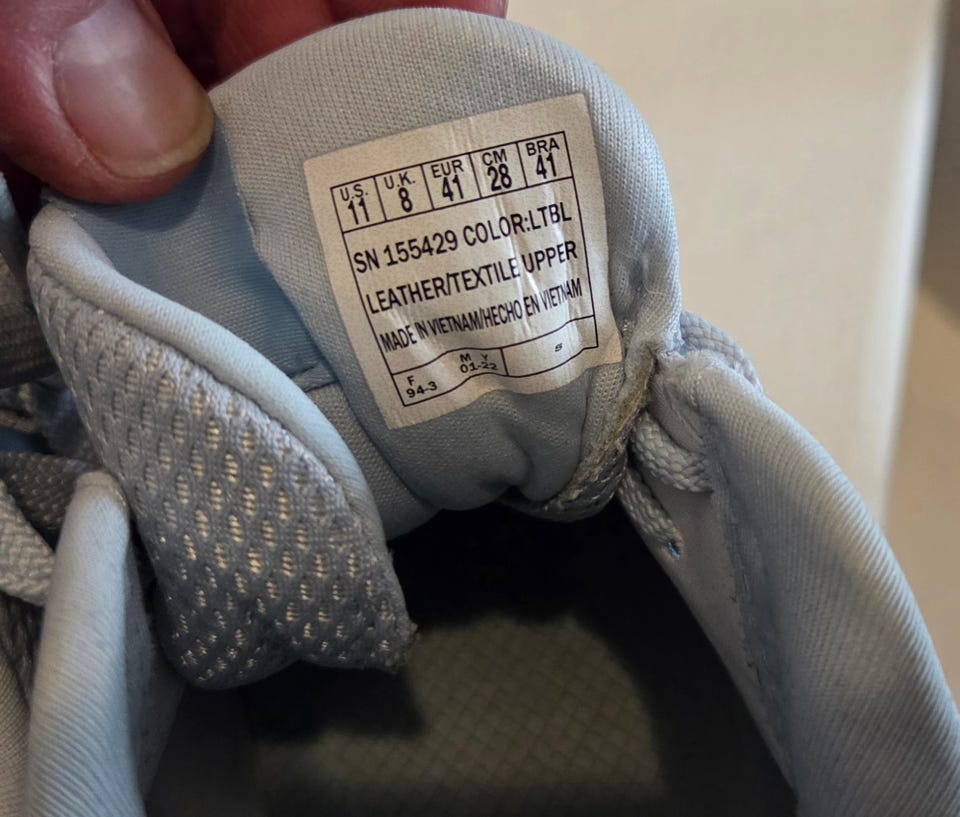 U.S. U.K. EUR CM BRA
11 8 41 28 41
SN 155429 COLOR:LTBL
LEATHER/TEXTILE UPPER
MADE IN VIETNAM/HECHO EN VIETNAM
F M Y S
94-3 01-22